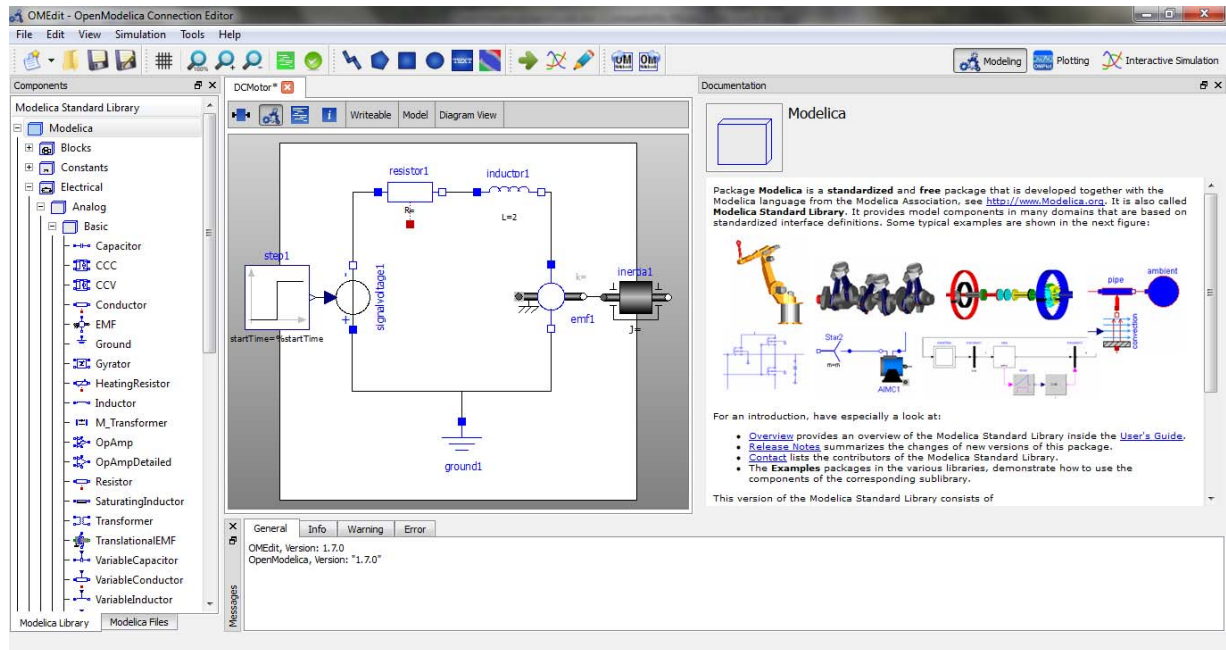 OMEdit - OpenModelica Connection Editor
File Edit View Simulation Tools Help
100%
TEXT
Modeling
Plotting
Interactive Simulation
Components
Modelica Standard Library
Modelica
Blocks
Constants
Electrical
Analog
Basic
Capacitor
CCC
CCV
Conductor
EMF
Ground
Gyrator
HeatingResistor
Inductor
M_Transformer
OpAmp
OpAmpDetailed
Resistor
SaturatingInductor
Transformer
TranslationalEMF
VariableCapacitor
VariableConductor
VariableInductor
Modelica Library
Modelica Files
DCMotor*
Writeable
Model
Diagram View
resistor1
inductor1
R=
L=2
step1
signalvoltage1
-
+
k=
inertia1
emf1
J=
startTime=%startTime
ground1
Documentation
Modelica
Package Modelica is a standardized and free package that is developed together with the
Modelica language from the Modelica Association, see http://www.Modelica.org. It is also called
Modelica Standard Library. It provides model components in many domains that are based on
standardized interface definitions. Some typical examples are shown in the next figure:
pipe
ambient
convection
Star2
m=m
AIMC1
For an introduction, have especially a look at:
Overview provides an overview of the Modelica Standard Library inside the User's Guide.
Release Notes summarizes the changes of new versions of this package.
Contact lists the contributors of the Modelica Standard Library.
The Examples packages in the various libraries, demonstrate how to use the
components of the corresponding sublibrary.
This version of the Modelica Standard Library consists of
Messages
General
Info
Warning
Error
OMEdit, Version: 1.7.0
OpenModelica, Version: "1.7.0"